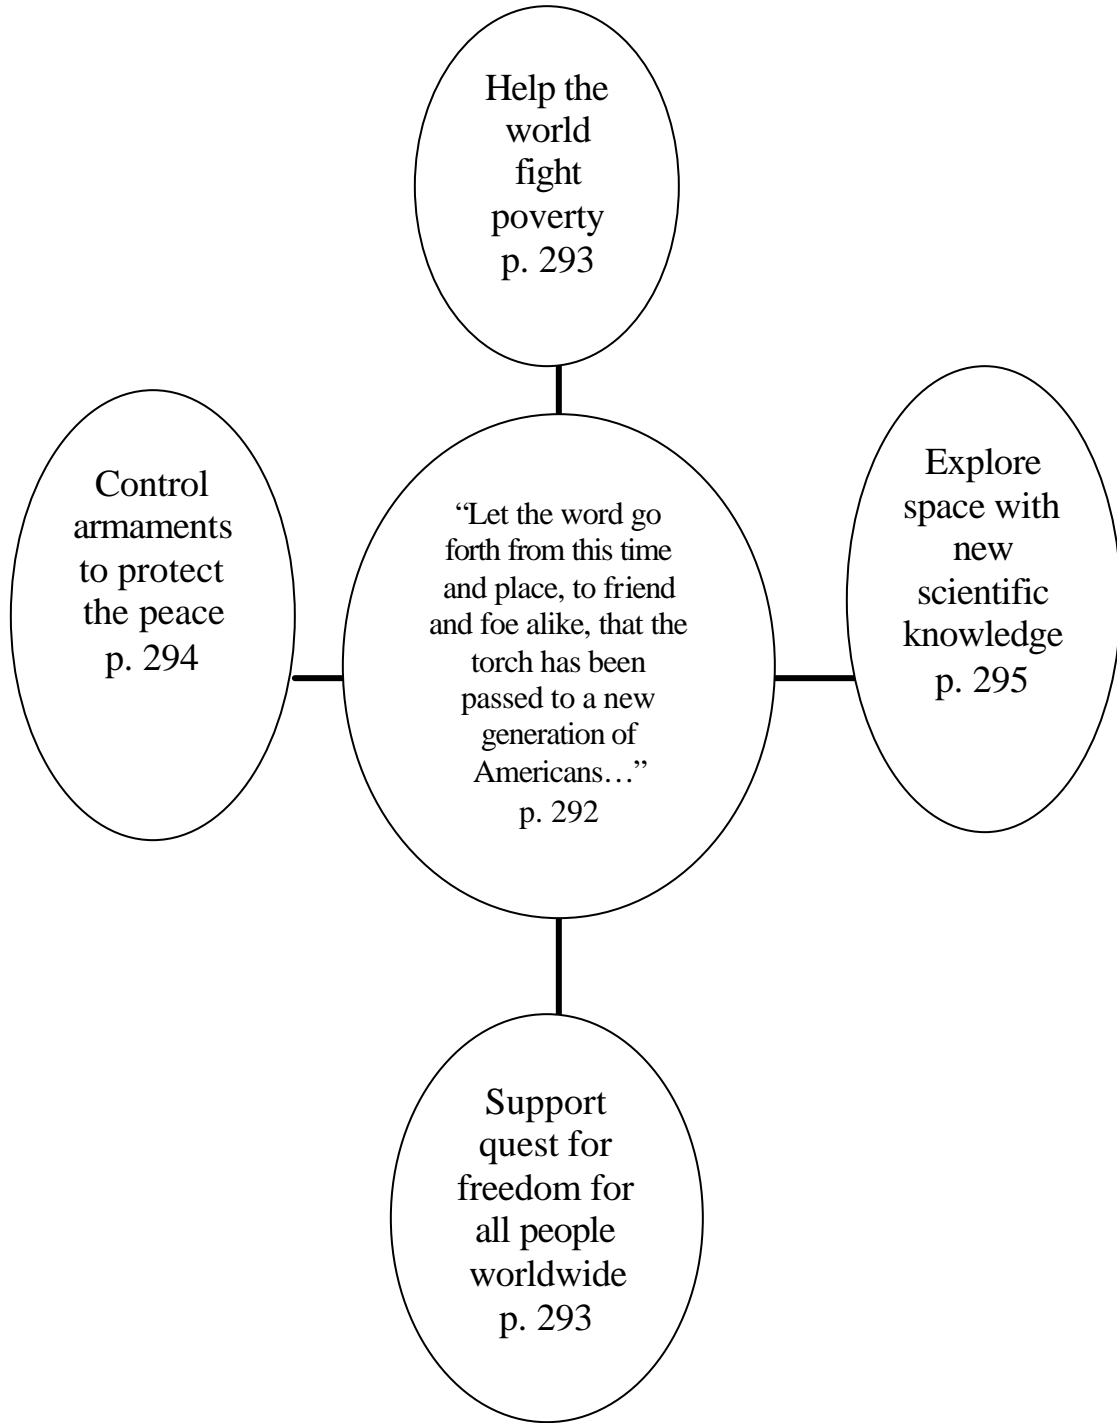 Help the
world
fight
poverty
p. 293
Control
armaments
to protect
the peace
p. 294
“Let the word go
forth from this time
and place, to friend
and foe alike, that the
torch has been
passed to a new
generation of
Americans…”
p. 292
Explore
space with
new
scientific
knowledge
p. 295
Support
quest for
freedom for
all people
worldwide
p. 293